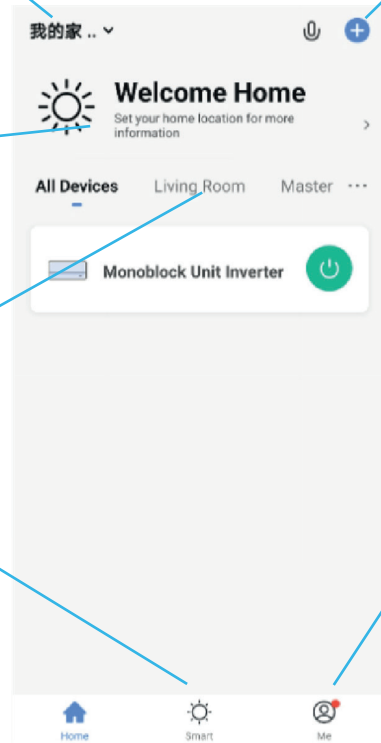 我的家 ..
Welcome Home
Set your home location for more
information
All Devices Living Room Master ...
Monoblock Unit Inverter
Home Smart Me